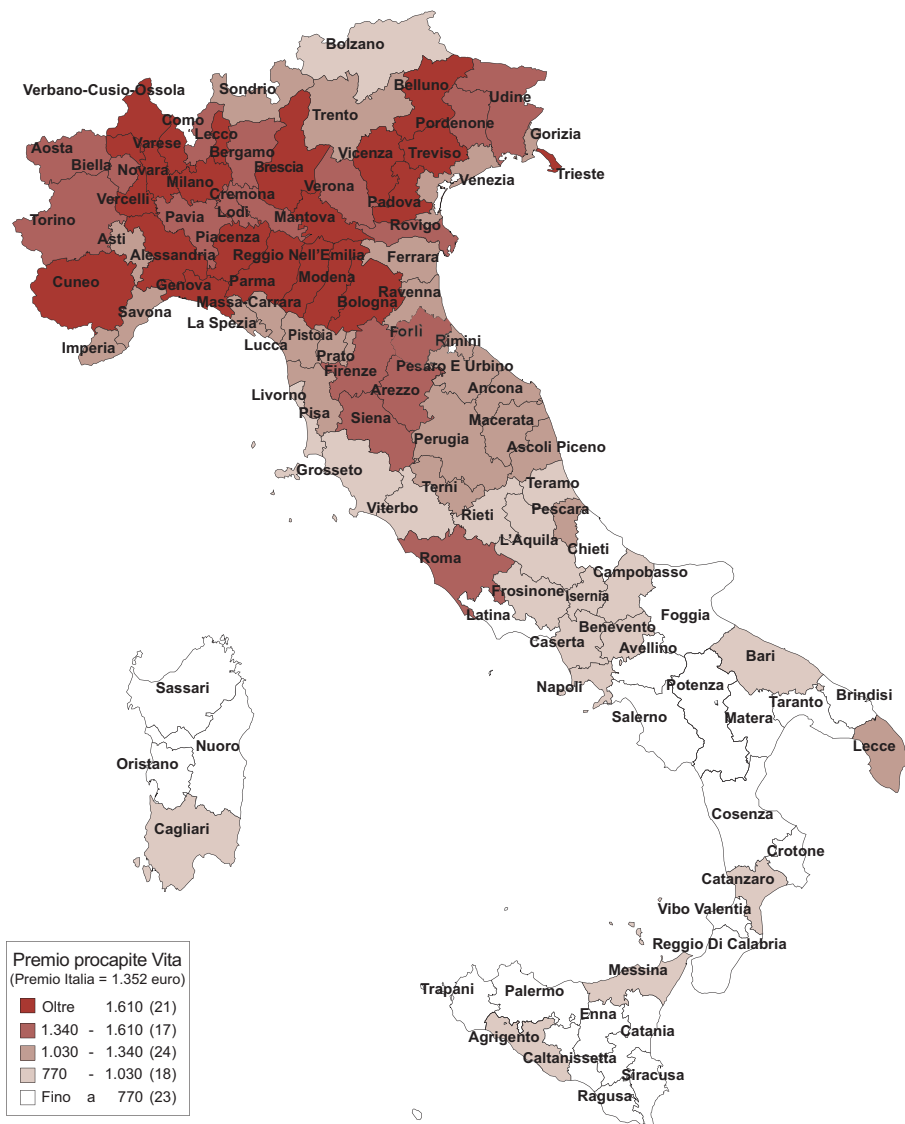 Bolzano
Verbano-Cusio-Ossola
Sondrio
Belluno
Udine
Como
Trento
Pordenone
Gorizia
Lecco
Aosta
Varese
Bergamo
Vicenza
Treviso
Biella
Novara
Brescia
Trieste
Milano
Verona
Venezia
Vercelli
Cremona
Padova
Torino
Pavia
Lodi
Mantova
Rovigo
Asti
Piacenza
Alessandria
Reggio Nell'Emilia
Ferrara
Cuneo
Genova
Parma
Modena
Ravenna
Savona
Massa-Carrara
Bologna
La Spezia
Pistoia
Forlì
Rimini
Imperia
Lucca
Prato
Firenze
Pesaro E Urbino
Livorno
Arezzo
Ancona
Pisa
Siena
Macerata
Perugia
Ascoli Piceno
Grosseto
Terni
Teramo
Viterbo
Rieti
Pescara
L'Aquila
Chieti
Roma
Campobasso
Frosinone
Isernia
Latina
Foggia
Benevento
Caserta
Avellino
Bari
Napoli
Potenza
Sassari
Brindisi
Salerno
Matera
Taranto
Nuoro
Lecce
Oristano
Cosenza
Cagliari
Crotone
Catanzaro
Vibo Valentia
Reggio Di Calabria
Messina
Trapani
Palermo
Enna
Catania
Agrigento
Caltanissetta
Siracusa
Ragusa
Premio procapite Vita
(Premio Italia = 1.352 euro)
Oltre 1.610 (21)
1.340 - 1.610 (17)
1.030 - 1.340 (24)
770 - 1.030 (18)
Fino a 770 (23)